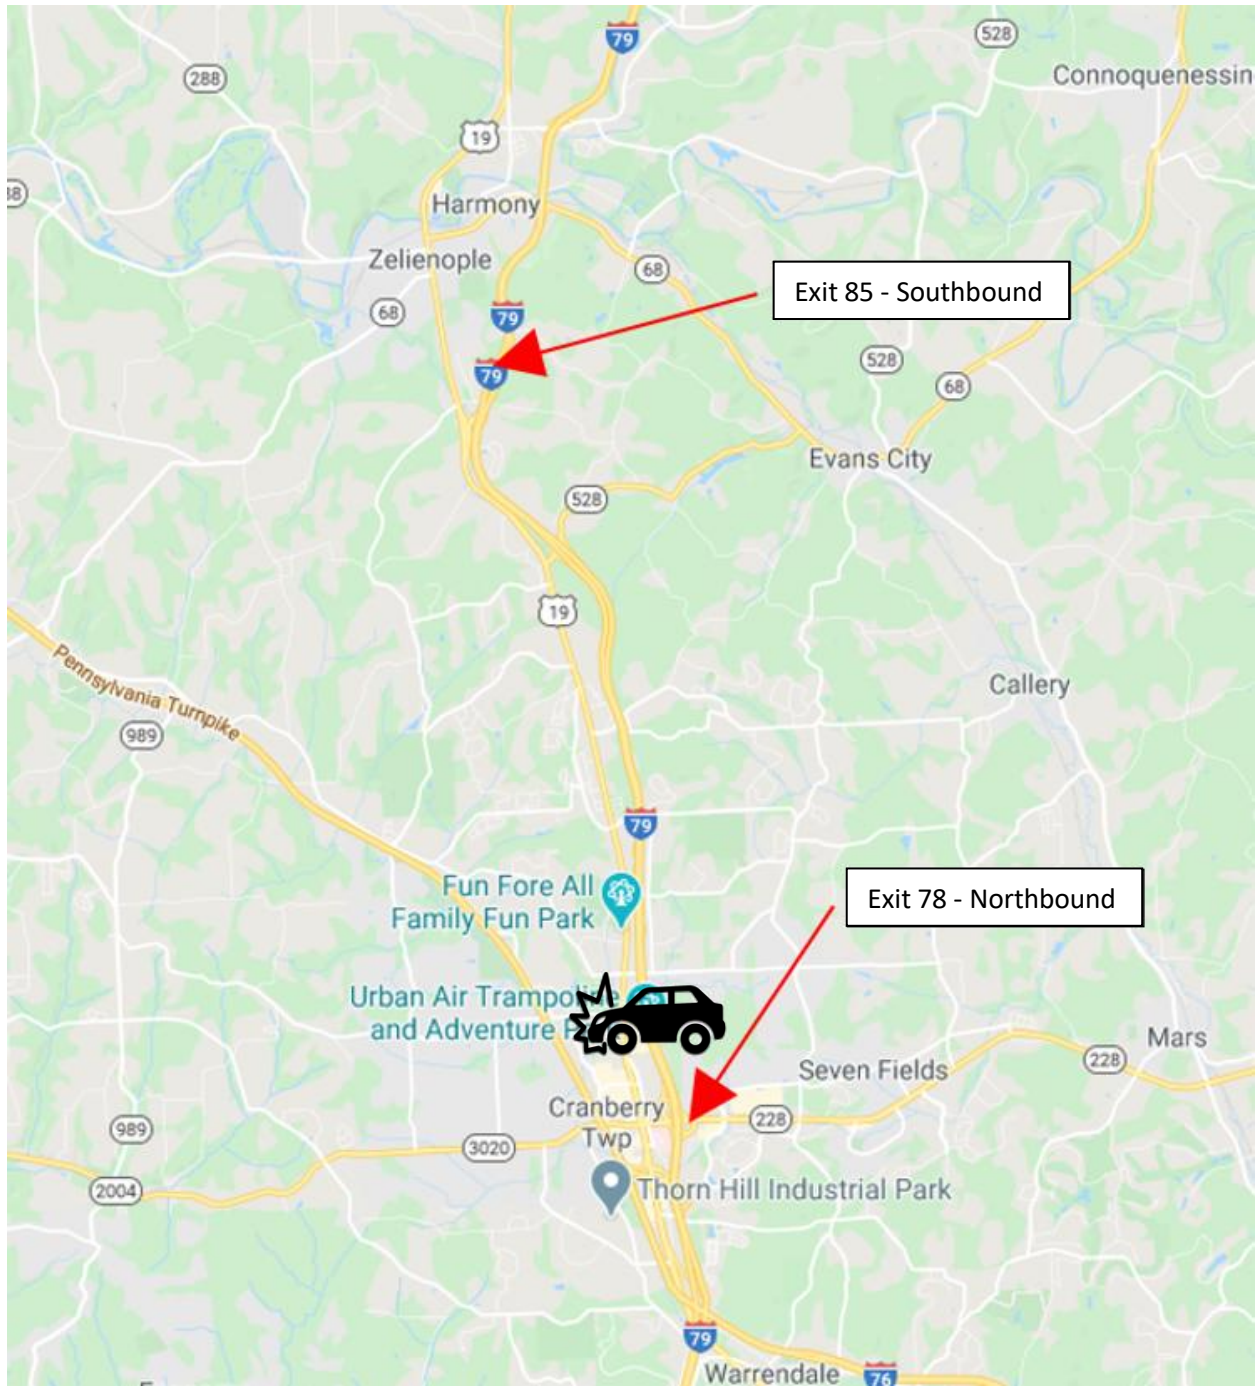 79
528
288
Connoquenessin
19
88
Harmony
Zelienople
68
Exit 85 - Southbound
79
68
79
528
68
Evans City
528
19
Pennsylvania Turnpike
Callery
989
79
Fun Fore All
Family Fun Park
Exit 78 - Northbound
Urban Air Trampoline
and Adventure P
Mars
228
Seven Fields
Cranberry
Twp
228
989
3020
2004
Thorn Hill Industrial Park
79
Warrendale
76